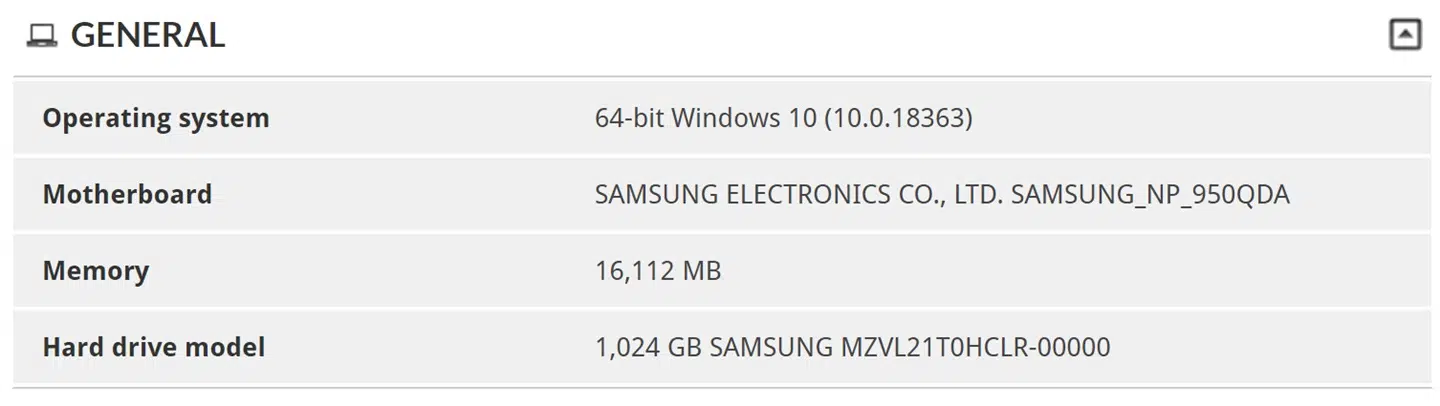 GENERAL
Operating system 64-bit Windows 10 (10.0.18363)
Motherboard SAMSUNG ELECTRONICS CO., LTD. SAMSUNG_NP_950QDA
Memory 16,112 MB
Hard drive model 1,024 GB SAMSUNG MZVL21T0HCLR-00000